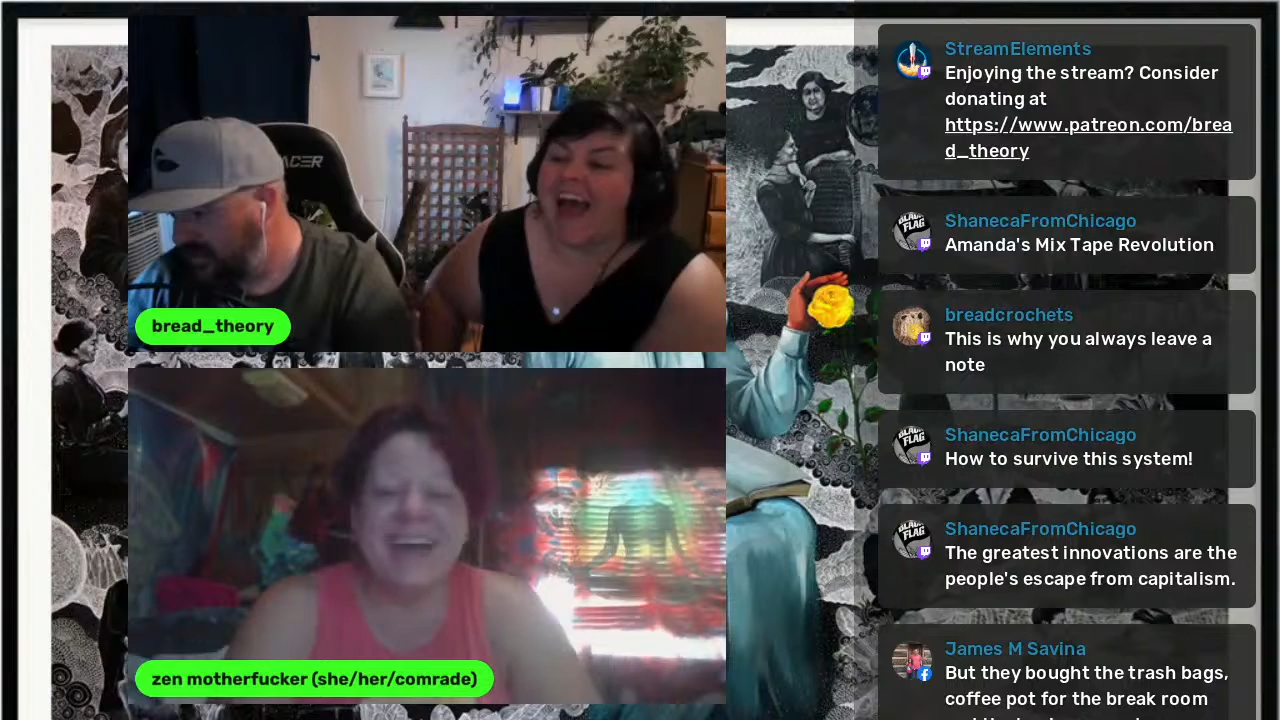 ACER
bread_theory
zen motherfucker (she/her/comrade)
StreamElements
Enjoying the stream? Consider
donating at
https://www.patreon.com/brea
d_theory
ShanecaFromChicago
Amanda's Mix Tape Revolution
breadcrochets
This is why you always leave a
note
ShanecaFromChicago
How to survive this system!
ShanecaFromChicago
The greatest innovations are the
people's escape from capitalism.
James M Savina
But they bought the trash bags,
coffee pot for the break room